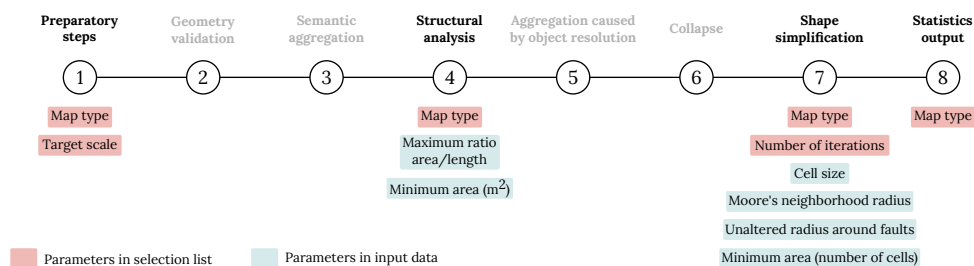 Preparatory
steps
Geometry
validation
Semantic
aggregation
Structural
analysis
Aggregation caused
by object resolution
Collapse
Shape
simplification
Statistics
output
1
2
3
4
5
6
7
8
Map type
Target scale
Map type
Maximum ratio
area/length
Minimum area (m²)
Map type
Number of iterations
Cell size
Moore's neighborhood radius
Unaltered radius around faults
Minimum area (number of cells)
Map type
Parameters in selection list
Parameters in input data